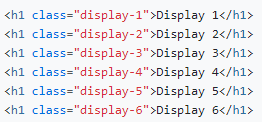 <h1 class="display-1">Display 1</h1>
<h1 class="display-2">Display 2</h1>
<h1 class="display-3">Display 3</h1>
<h1 class="display-4">Display 4</h1>
<h1 class="display-5">Display 5</h1>
<h1 class="display-6">Display 6</h1>